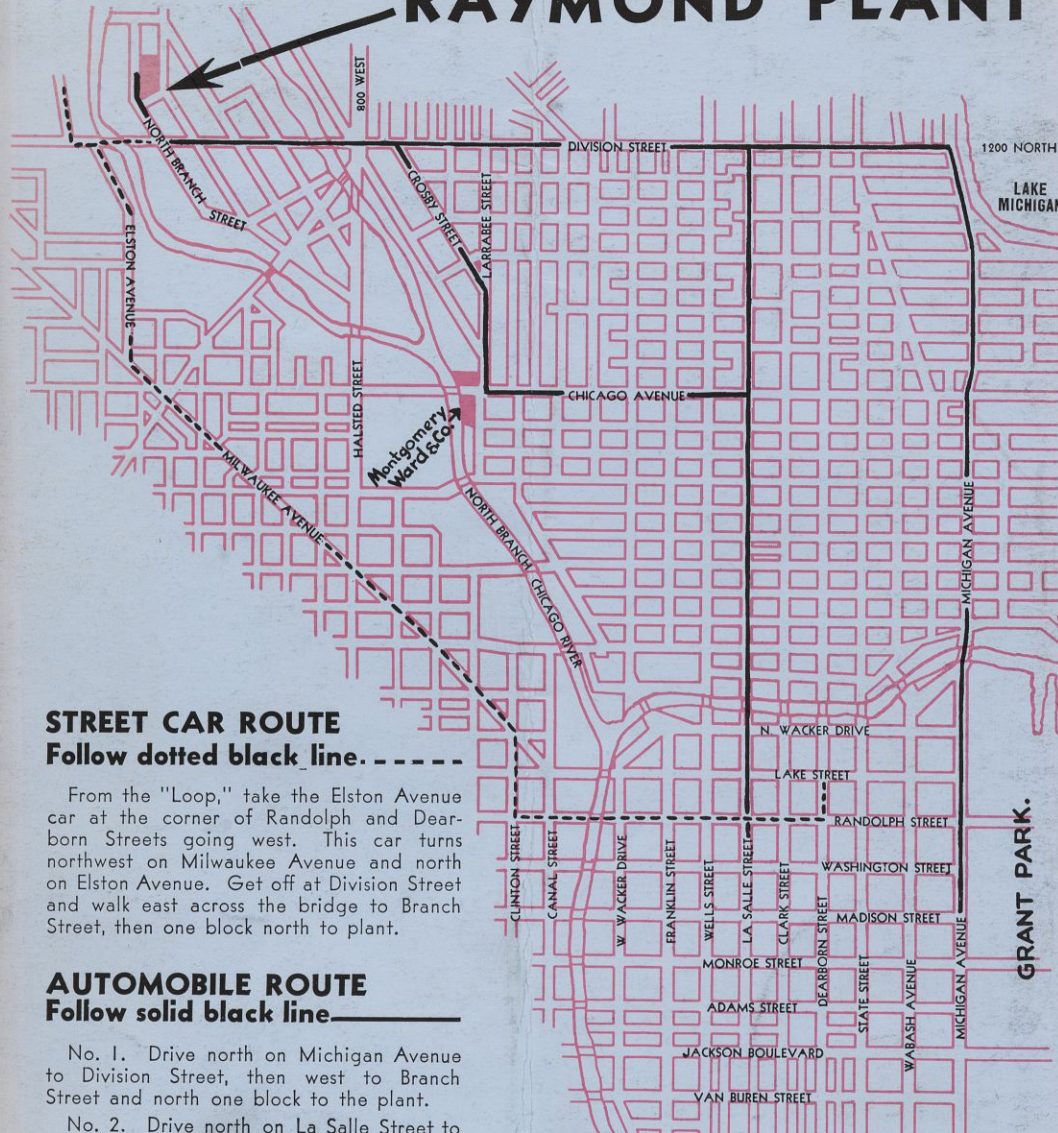 RAYMOND PLANT
800 WEST
NORTH BRANCH STREET
DIVISION STREET
1200 NORTH
LAKE
MICHIGAN
CROSBY STREET
LARRABEE STREET
ELSTON AVENUE
HALSTED STREET
CHICAGO AVENUE
Montgomery
Ward & Co.
MILWAUKEE AVENUE
NORTH BRANCH CHICAGO RIVER
MICHIGAN AVENUE
N. WACKER DRIVE
LAKE STREET
RANDOLPH STREET
CLINTON STREET
CANAL STREET
W. WACKER DRIVE
FRANKLIN STREET
WELLS STREET
LA SALLE STREET
CLARK STREET
DEARBORN STREET
STATE STREET
WABASH AVENUE
MICHIGAN AVENUE
WASHINGTON STREET
MADISON STREET
MONROE STREET
ADAMS STREET
JACKSON BOULEVARD
VAN BUREN STREET
GRANT PARK.
STREET CAR ROUTE
Follow dotted black line
From the "Loop," take the Elston Avenue
car at the corner of Randolph and Dear-
born Streets going west. This car turns
northwest on Milwaukee Avenue and north
on Elston Avenue. Get off at Division Street
and walk east across the bridge to Branch
Street, then one block north to plant.
AUTOMOBILE ROUTE
Follow solid black line
No. 1. Drive north on Michigan Avenue
to Division Street, then west to Branch
Street and north one block to the plant.
No. 2. Drive north on La Salle Street to